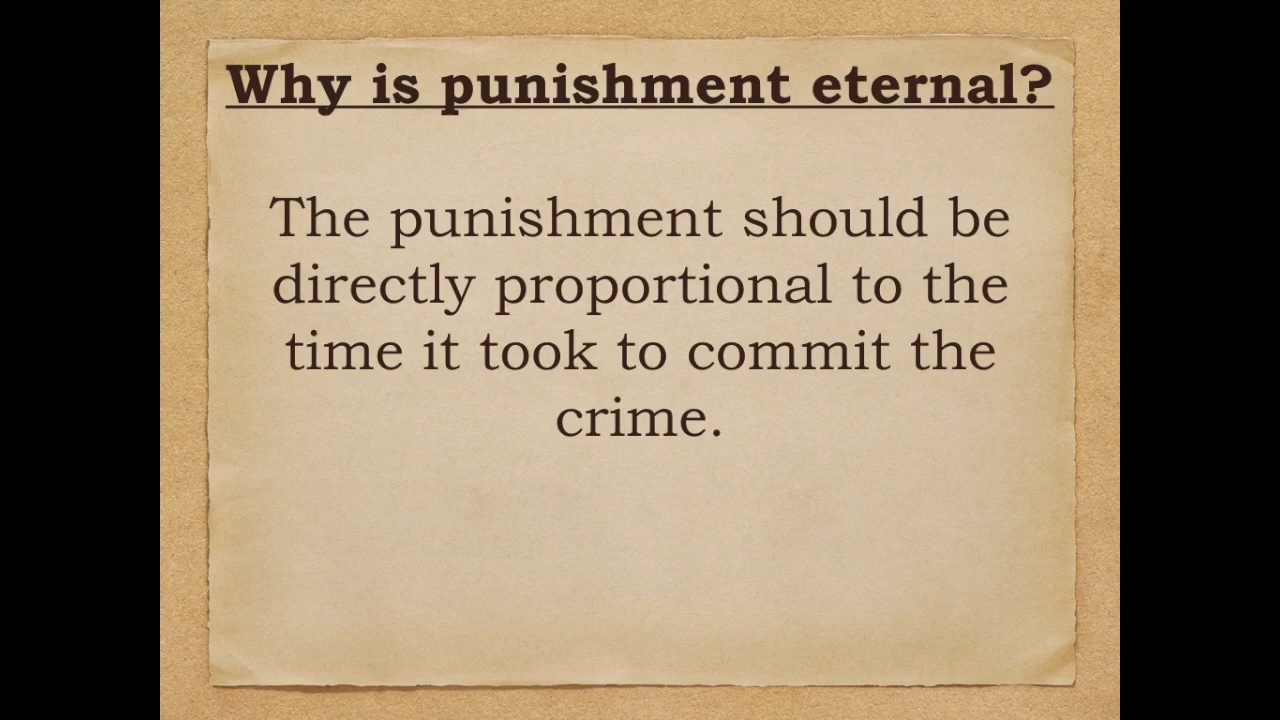 Why is punishment eternal?
The punishment should be
directly proportional to the
time it took to commit the
crime.